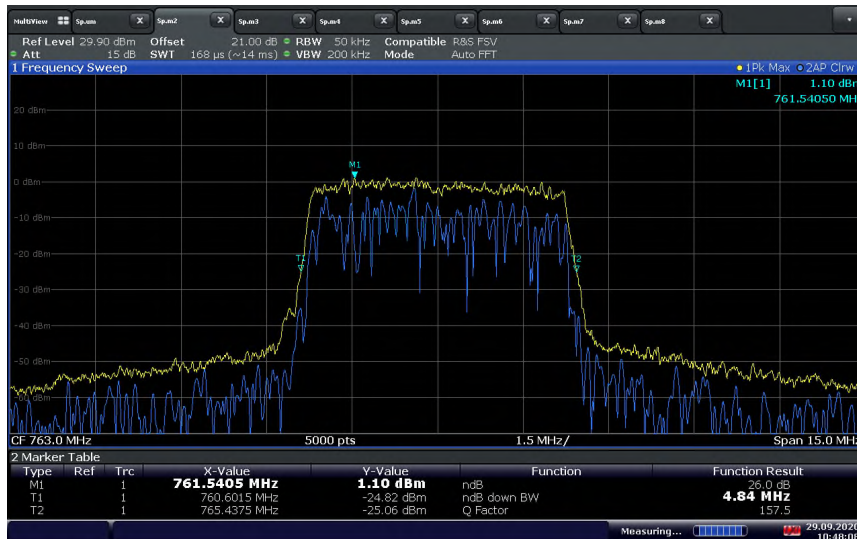 MultiView Sp.um X Sp.m2 X Sp.m3 X Sp.m4 X Sp.m5 X Sp.m6 X Sp.m7 X Sp.m8 X
Ref Level 29.90 dBm Offset 21.00 dB RBW 50 kHz Compatible R&S FSV
Att 15 dB SWT 168 µs (~14 ms) VBW 200 kHz Mode Auto FFT
1 Frequency Sweep 1Pk Max 2AP Clrw
M1[1] 1.10 dBm
761.54050 MH
20 dBm
10 dBm
M1
0 dBm
-10 dBm
-20 dBm
T1 T2
-30 dBm
-40 dBm
-50 dBm
-60 dBm
CF 763.0 MHz 5000 pts 1.5 MHz/ Span 15.0 MHz
2 Marker Table
Type Ref Trc X-Value Y-Value Function Function Result
M1 1 761.5405 MHz 1.10 dBm ndB 26.0 dB
T1 1 760.6015 MHz -24.82 dBm ndB down BW 4.84 MHz
T2 1 765.4375 MHz -25.06 dBm Q Factor 157.5
Measuring... 29.09.2020
10:48:08